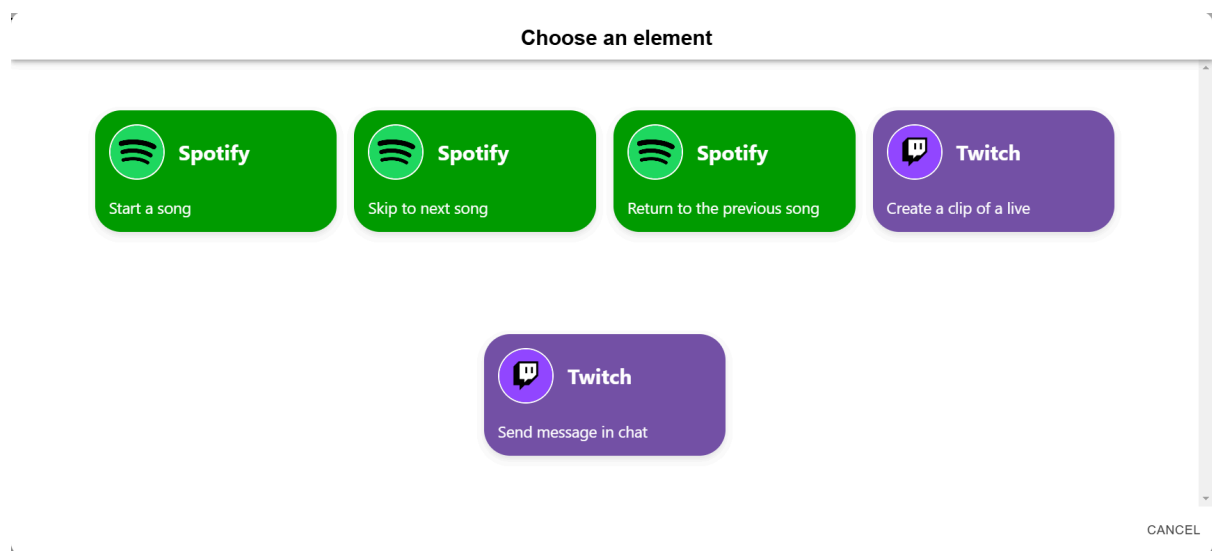 Choose an element
Spotify
Start a song
Spotify
Skip to next song
Spotify
Return to the previous song
Twitch
Create a clip of a live
Twitch
Send message in chat
CANCEL